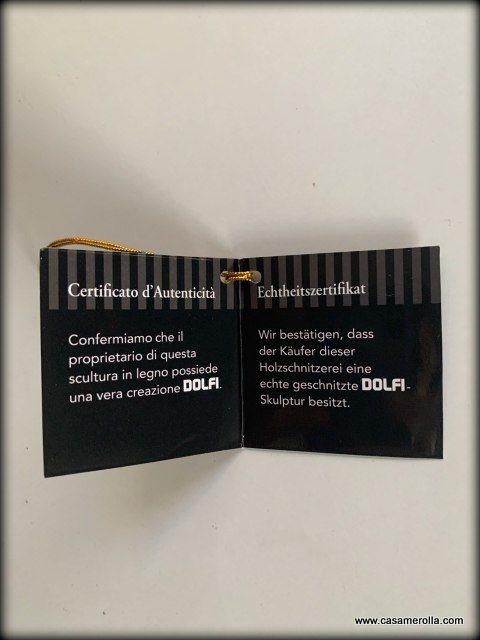 Certificato d'Autenticità
Confermiamo che il
proprietario di questa
scultura in legno possiede
una vera creazione DOLFI.
Echtheitszertifikat
Wir bestätigen, dass
der Käufer dieser
Holzschnitzerei eine
echte geschnitzte DOLFI-
Skulptur besitzt.
www.casamerolla.com